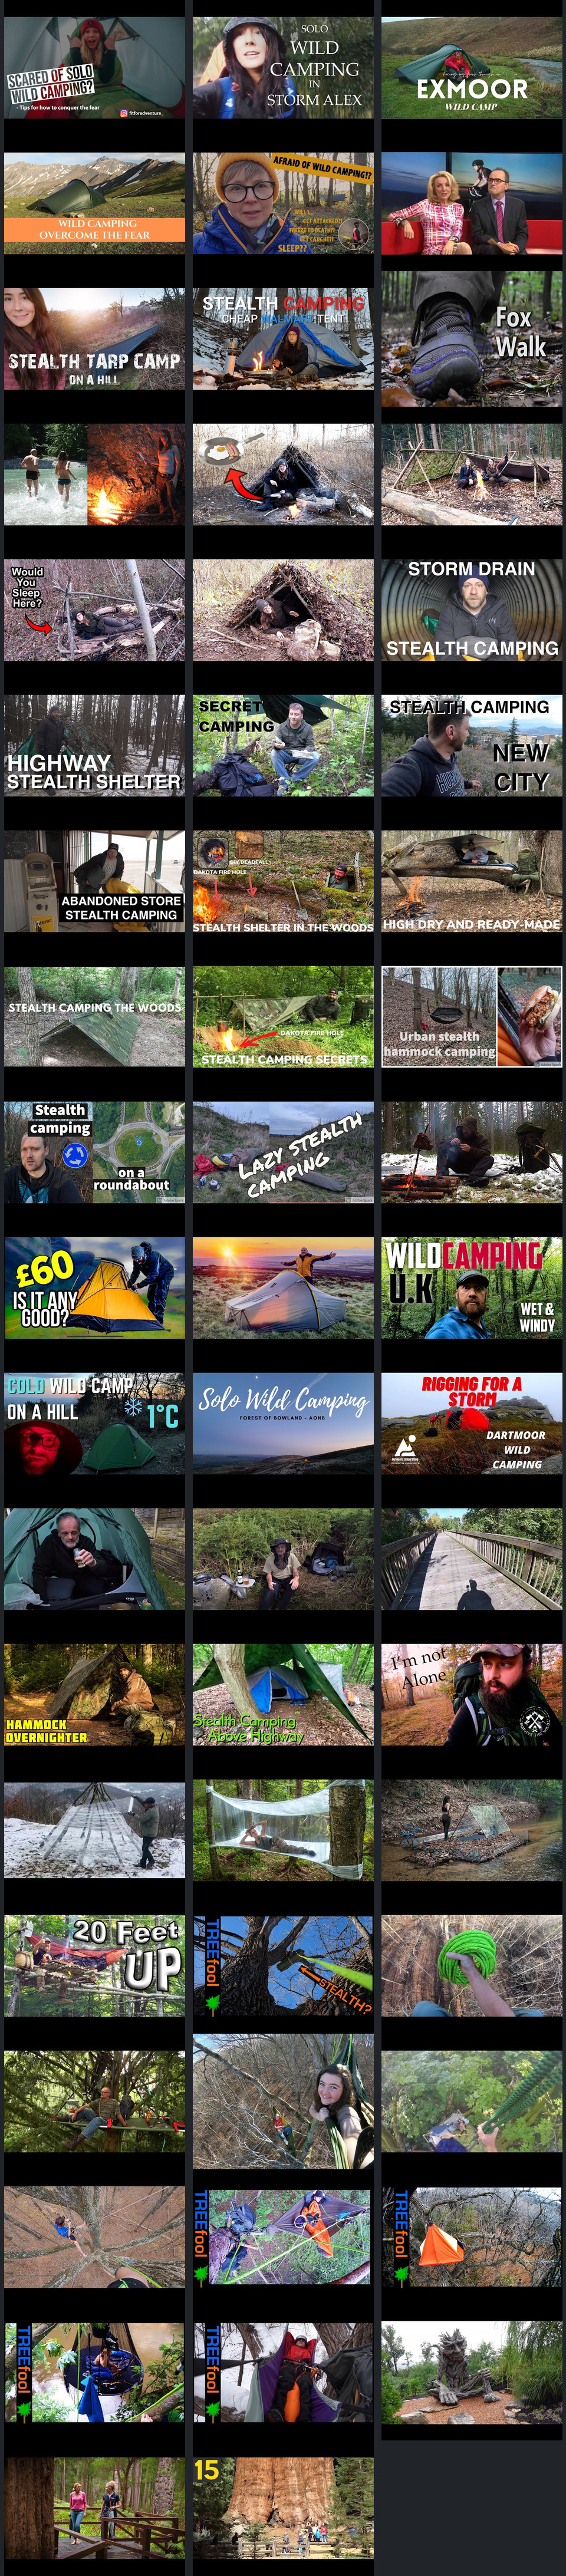 SCARED OF SOLO
WILD CAMPING?
- Tips for how to conquer the fear
fitforadventure_
SOLO
WILD
CAMPING
IN
STORM ALEX
EXMOOR
WILD CAMP
WILD CAMPING
OVERCOME THE FEAR
AFRAID OF WILD CAMPING!?
WILL I...
GET ATTACKED?!
FREEZE TO DEATH?!
GET CAUGHT?!
SLEEP??
STEALTH TARP CAMP
ON A HILL
STEALTH CAMPING
CHEAP WAL-MART TENT
Fox
Walk
Would
You
Sleep
Here?
STORM DRAIN
STEALTH CAMPING
HIGHWAY
STEALTH SHELTER
SECRET
CAMPING
STEALTH CAMPING
NEW
CITY
ABANDONED STORE
STEALTH CAMPING
DRY DEADFALL
DAKOTA FIRE HOLE
STEALTH SHELTER IN THE WOODS
HIGH DRY AND READY-MADE
STEALTH CAMPING THE WOODS
DAKOTA FIRE HOLE
STEALTH CAMPING SECRETS
Urban stealth
hammock camping
Stealth
camping
on a
roundabout
LAZY STEALTH
CAMPING
£60
IS IT ANY
GOOD?
WILDCAMPING
U.K
WET &
WINDY
COLD WILD CAMP
ON A HILL
1°C
Solo Wild Camping
FOREST OF BOWLAND - AONB
RIGGING FOR A
STORM
DARTMOOR
WILD
CAMPING
HAMMOCK
OVERNIGHTER
Stealth Camping
Above Highway
I'm not
Alone
20 Feet
UP
TREEfool
STEALTH?
TREEfool
TREEfool
TREEfool
TREEfool
15